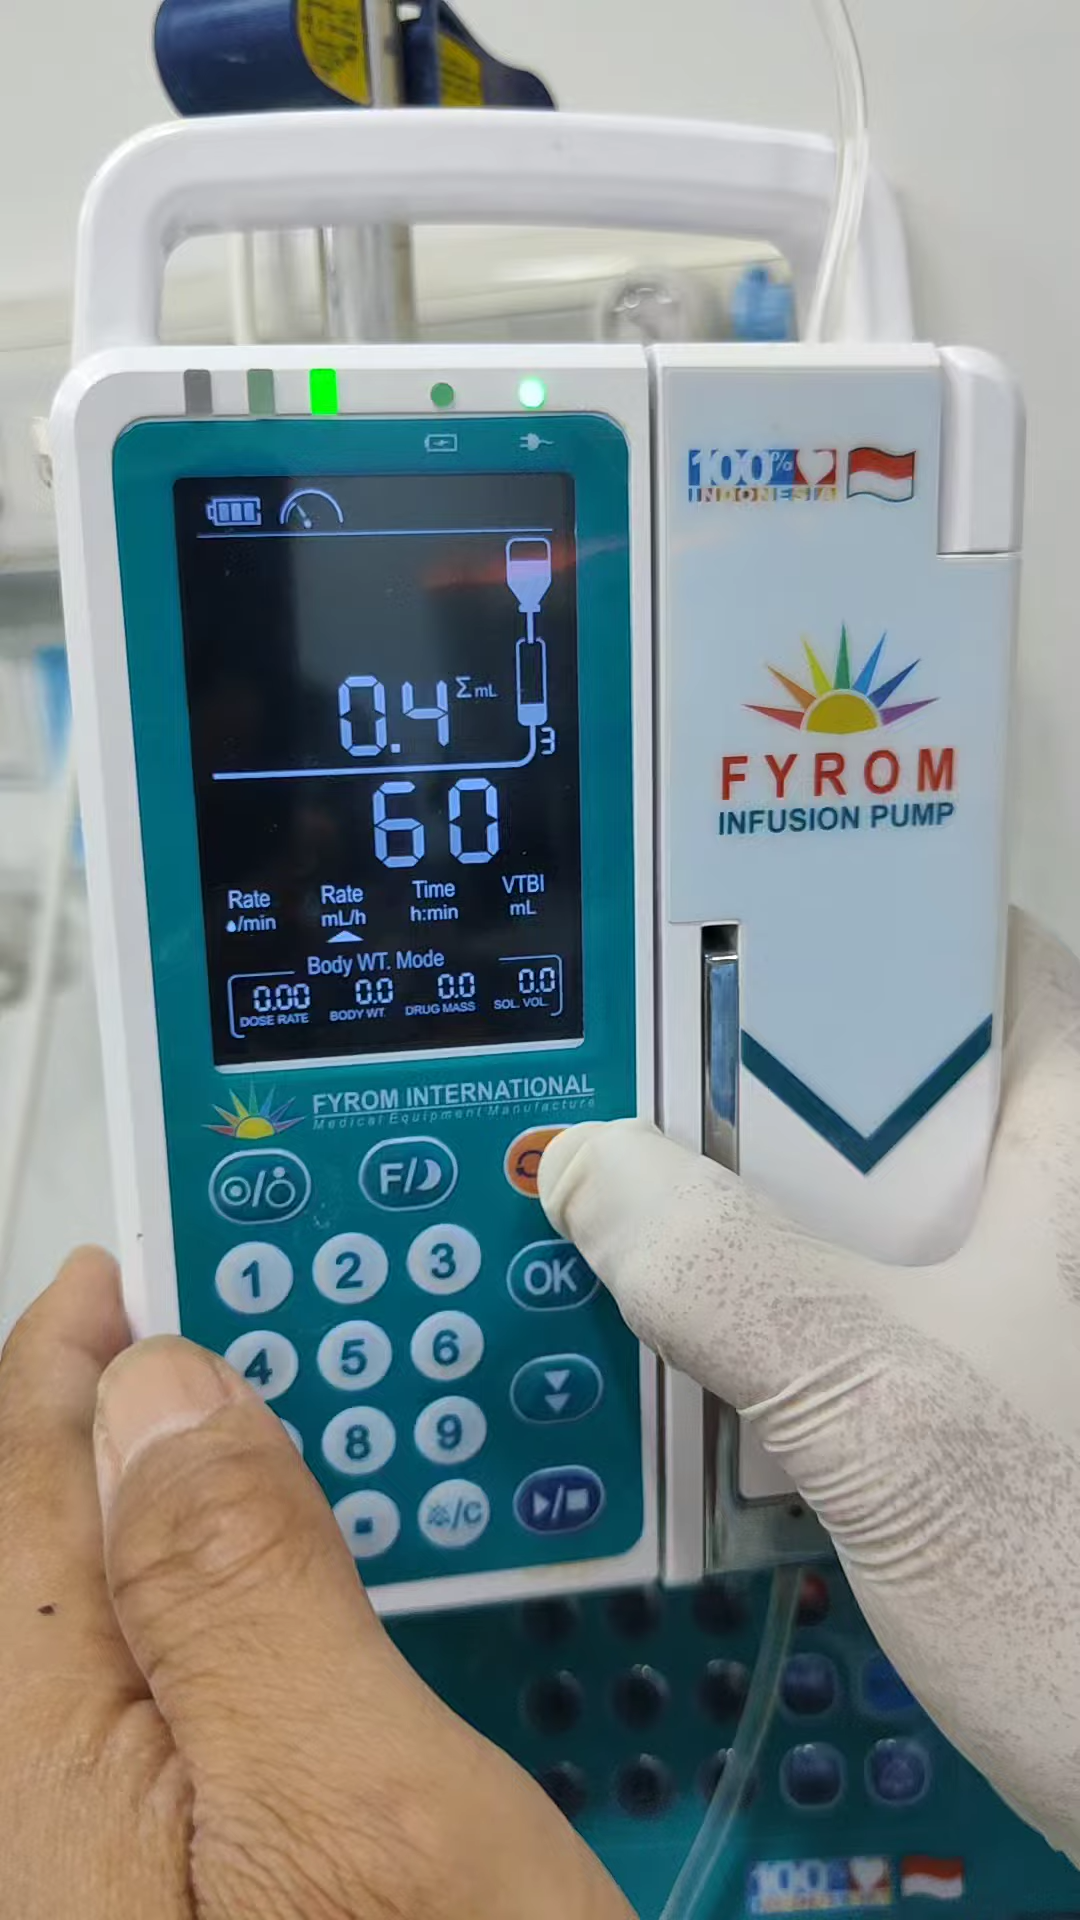 100%
INDONESIA
0.4 ΣmL
3
60
Rate
/min
Rate
mL/h
Time
h:min
VTBI
mL
Body WT. Mode
0.00 0.0 0.0 0.0
DOSE RATE BODY WT. DRUG MASS SOL. VOL.
FYROM
INFUSION PUMP
FYROM INTERNATIONAL
Medical Equipment Manufacture
F/
1 2 3
OK
4 5 6
8 9
/C
100%
INDONESIA